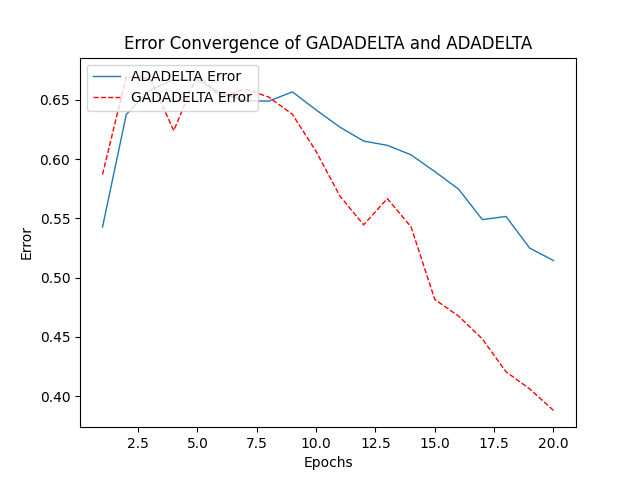 Error Convergence of GADADELTA and ADADELTA
ADADELTA Error
GADADELTA Error
Error
0.65
0.60
0.55
0.50
0.45
0.40
2.5 5.0 7.5 10.0 12.5 15.0 17.5 20.0
Epochs